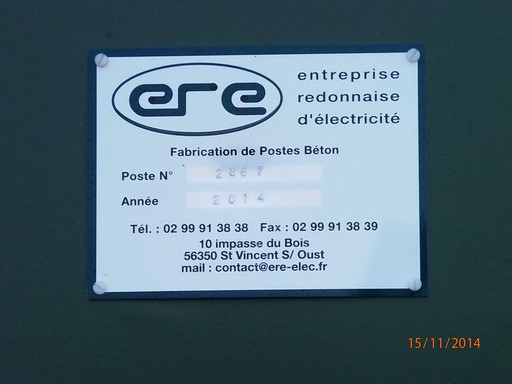 ere
entreprise
redonnaise
d'électricité
Fabrication de Postes Béton
Poste N° 2867
Année 2014
Tél. : 02 99 91 38 38 Fax : 02 99 91 38 39
10 impasse du Bois
56350 St Vincent S/ Oust
mail : contact@ere-elec.fr
15/11/2014